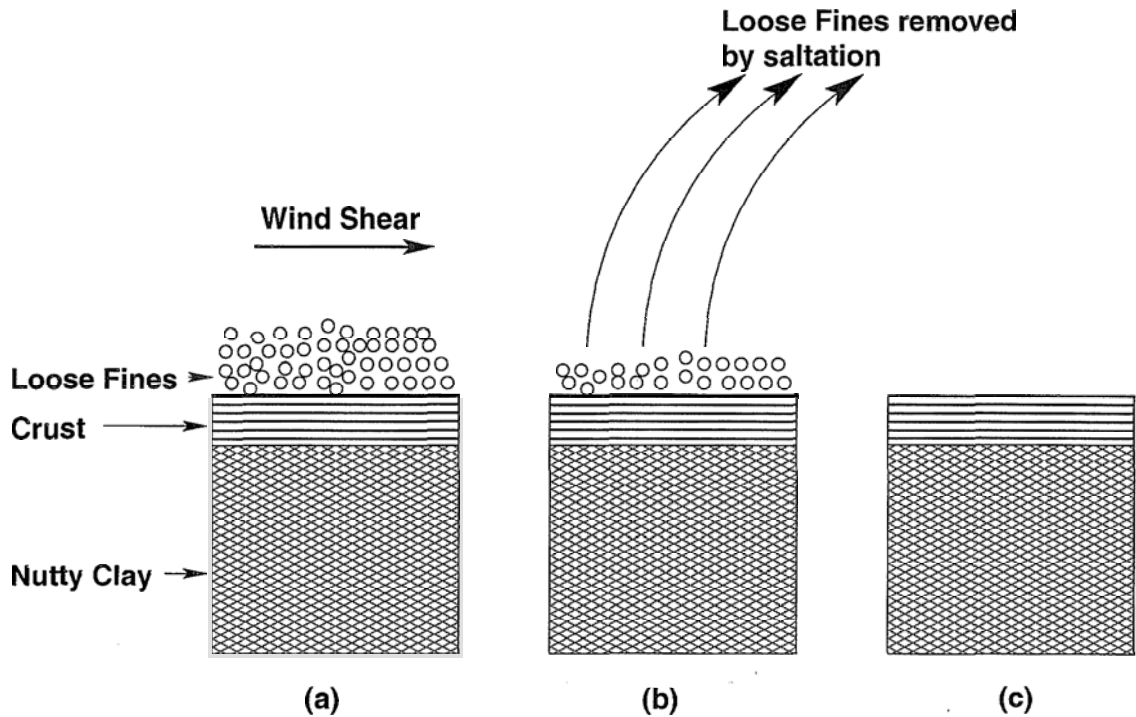 Loose Fines removed
by saltation
Wind Shear
Loose Fines
Crust
Nutty Clay
(a)
(b)
(c)